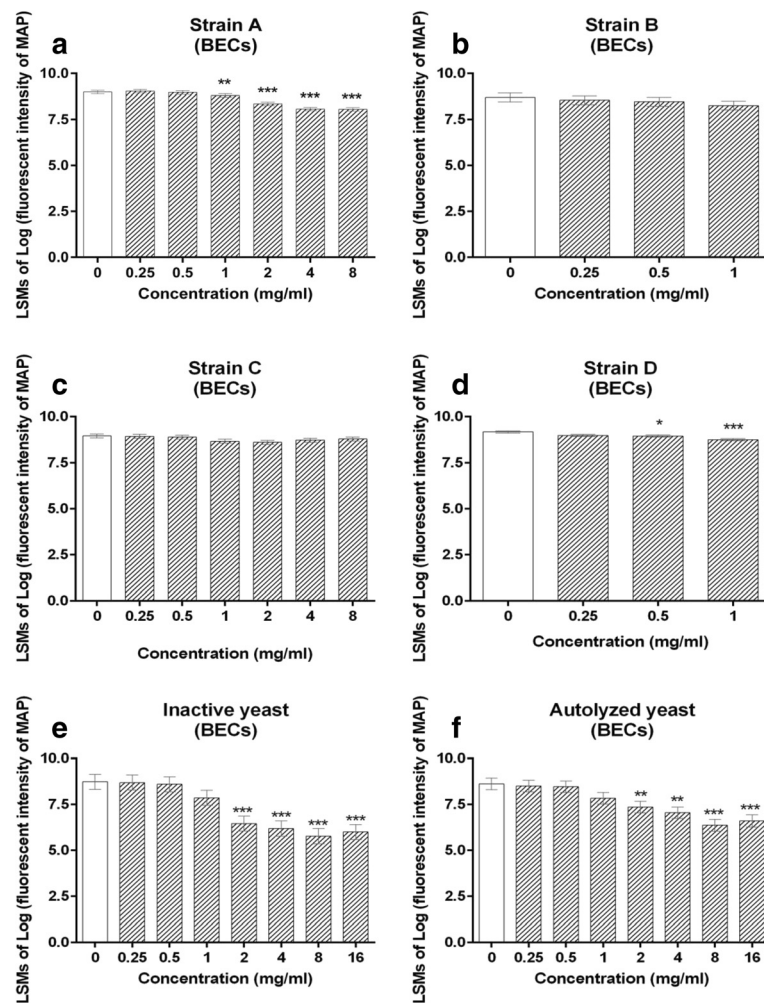 a
Strain A
(BECs)
LSMs of Log (fluorescent intensity of MAP)
10.0
7.5
5.0
2.5
0.0
** *** *** ***
0 0.25 0.5 1 2 4 8
Concentration (mg/ml)
b
Strain B
(BECs)
LSMs of Log (fluorescent intensity of MAP)
10.0
7.5
5.0
2.5
0.0
0 0.25 0.5 1
Concentration (mg/ml)
c
Strain C
(BECs)
LSMs of Log (fluorescent intensity of MAP)
10.0
7.5
5.0
2.5
0.0
0 0.25 0.5 1 2 4 8
Concentration (mg/ml)
d
Strain D
(BECs)
LSMs of Log (fluorescent intensity of MAP)
10.0
7.5
5.0
2.5
0.0
* ***
0 0.25 0.5 1
Concentration (mg/ml)
e
Inactive yeast
(BECs)
LSMs of Log (fluorescent intensity of MAP)
10.0
7.5
5.0
2.5
0.0
*** *** *** ***
0 0.25 0.5 1 2 4 8 16
Concentration (mg/ml)
f
Autolyzed yeast
(BECs)
LSMs of Log (fluorescent intensity of MAP)
10.0
7.5
5.0
2.5
0.0
** ** *** ***
0 0.25 0.5 1 2 4 8 16
Concentration (mg/ml)